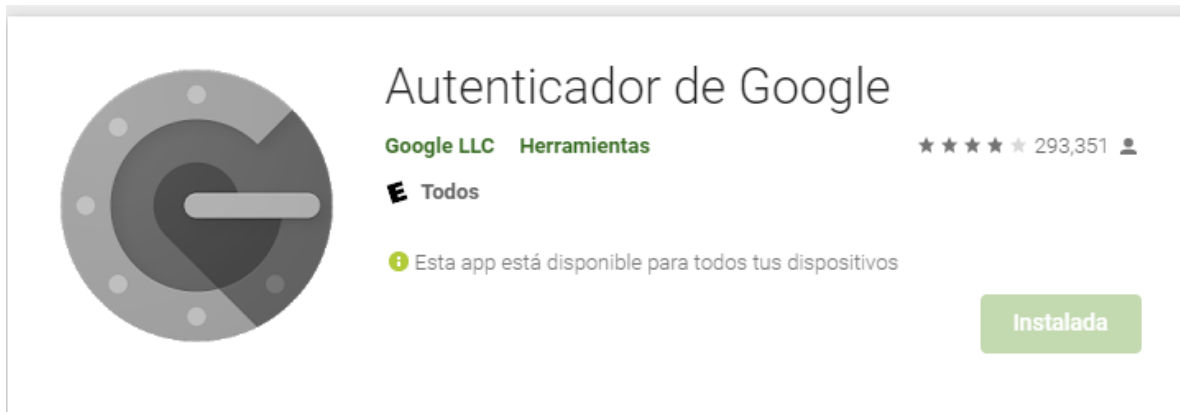 Autenticador de Google
Google LLC Herramientas 293,351
E Todos
Esta app está disponible para todos tus dispositivos
Instalada